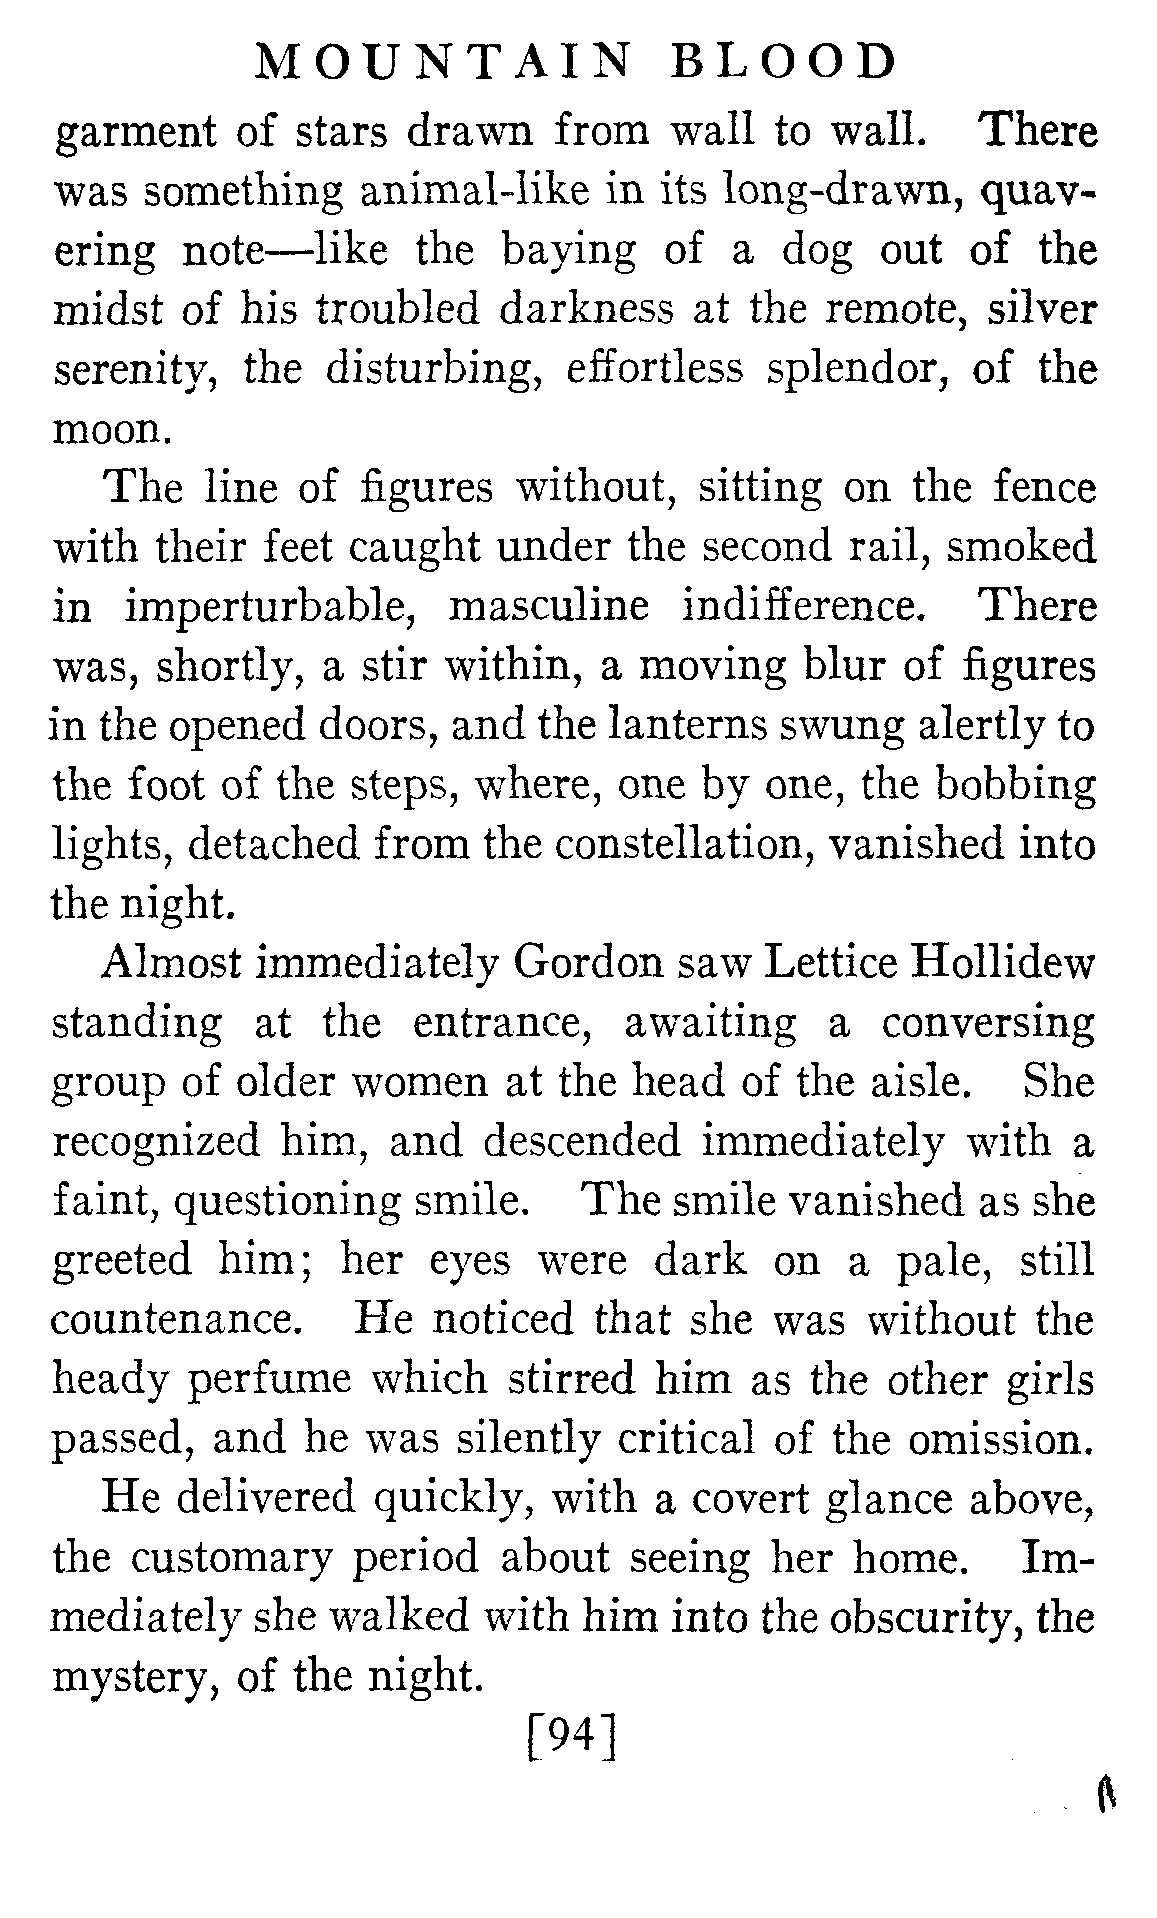 MOUNTAIN BLOOD
garment of stars drawn from wall to wall. There
was something animal-like in its long-drawn, quav-
ering note—like the baying of a dog out of the
midst of his troubled darkness at the remote, silver
serenity, the disturbing, effortless splendor, of the
moon.
The line of figures without, sitting on the fence
with their feet caught under the second rail, smoked
in imperturbable, masculine indifference. There
was, shortly, a stir within, a moving blur of figures
in the opened doors, and the lanterns swung alertly to
the foot of the steps, where, one by one, the bobbing
lights, detached from the constellation, vanished into
the night.
Almost immediately Gordon saw Lettice Hollidew
standing at the entrance, awaiting a conversing
group of older women at the head of the aisle. She
recognized him, and descended immediately with a
faint, questioning smile. The smile vanished as she
greeted him; her eyes were dark on a pale, still
countenance. He noticed that she was without the
heady perfume which stirred him as the other girls
passed, and he was silently critical of the omission.
He delivered quickly, with a covert glance above,
the customary period about seeing her home. Im-
mediately she walked with him into the obscurity, the
mystery, of the night.
[94]